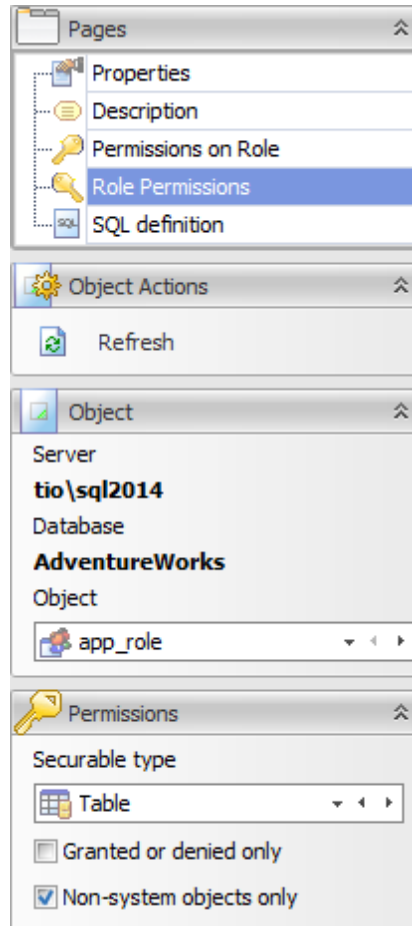 Pages
Properties
Description
Permissions on Role
Role Permissions
SQL
SQL definition
Object Actions
Refresh
Object
Server
tio\sql2014
Database
AdventureWorks
Object
app_role
Permissions
Securable type
Table
Granted or denied only
Non-system objects only